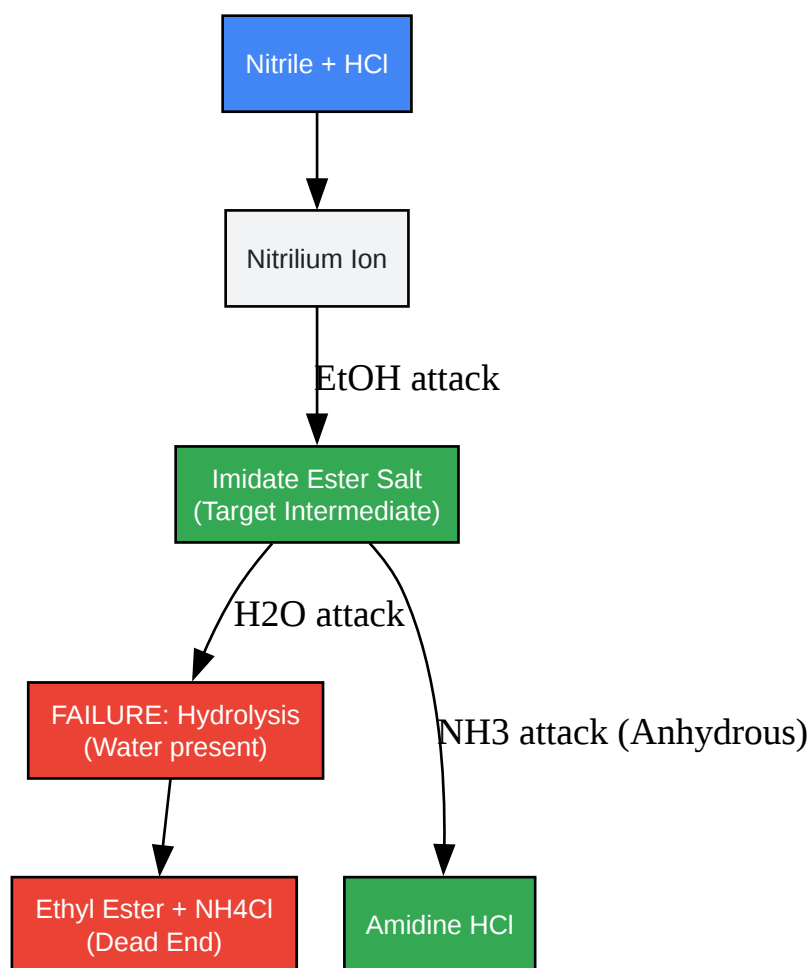 Nitrile + HCl
Nitrilium Ion
EtOH attack
Imidate Ester Salt
(Target Intermediate)
H2O attack
FAILURE: Hydrolysis
(Water present)
NH3 attack (Anhydrous)
Ethyl Ester + NH4Cl
(Dead End)
Amidine HCl